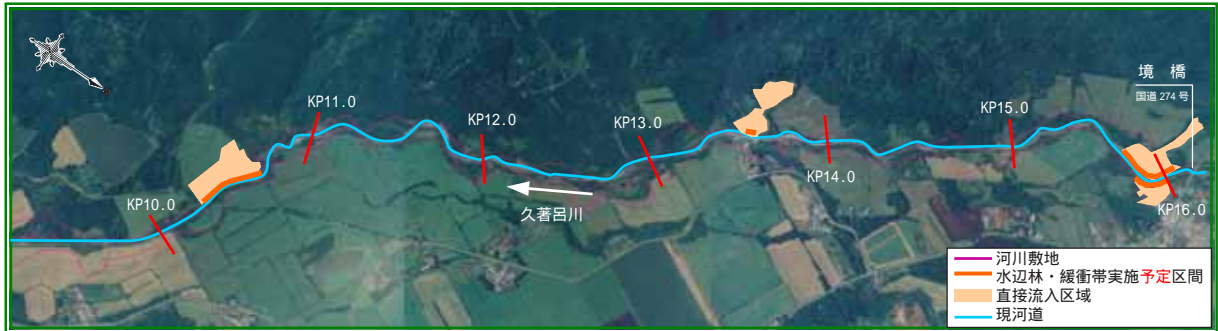 境 橋
国道 274 号
KP11.0
KP12.0
KP13.0
KP15.0
KP14.0
KP10.0
久著呂川
KP16.0
河川敷地
水辺林・緩衝帯実施予定区間
直接流入区域
現河道